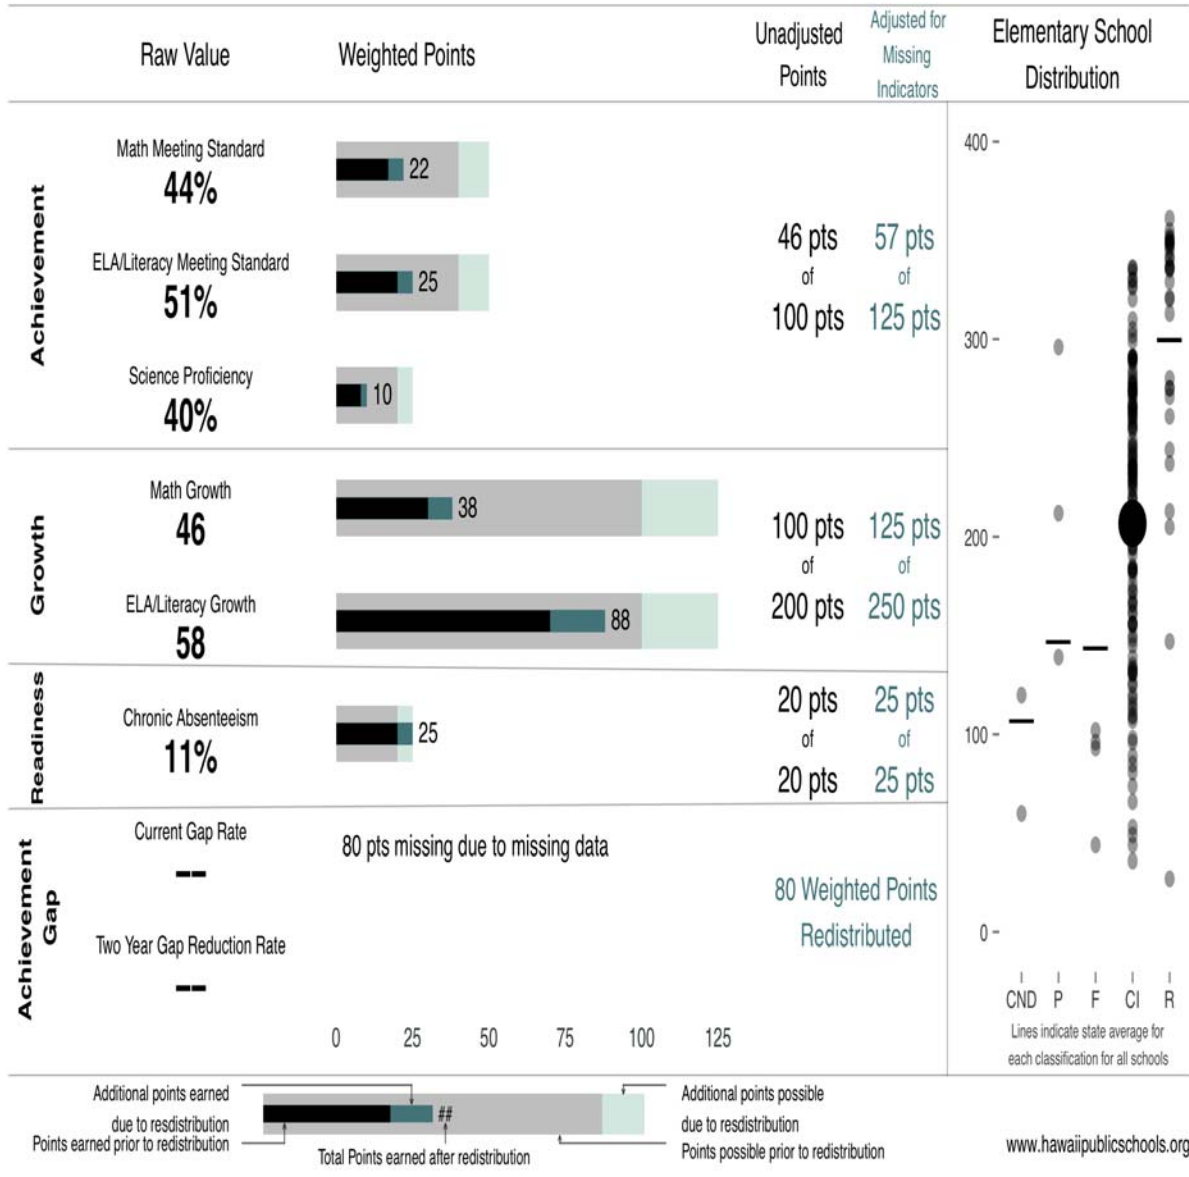 Raw Value
Weighted Points
Unadjusted
Points
Adjusted for
Missing
Indicators
Elementary School
Distribution
Achievement
Math Meeting Standard
44%
22
ELA/Literacy Meeting Standard
51%
25
Science Proficiency
40%
10
46 pts
of
100 pts
57 pts
of
125 pts
Growth
Math Growth
46
38
ELA/Literacy Growth
58
88
100 pts
of
200 pts
125 pts
of
250 pts
Readiness
Chronic Absenteeism
11%
25
20 pts
of
20 pts
25 pts
of
25 pts
Achievement
Gap
Current Gap Rate
--
80 pts missing due to missing data
Two Year Gap Reduction Rate
--
80 Weighted Points
Redistributed
0 25 50 75 100 125
400
300
200
100
0
CND P F CI R
Lines indicate state average for
each classification for all schools
Additional points earned
due to resdistribution
Points earned prior to redistribution
##
Total Points earned after redistribution
Additional points possible
due to resdistribution
Points possible prior to redistribution
www.hawaiipublicschools.org